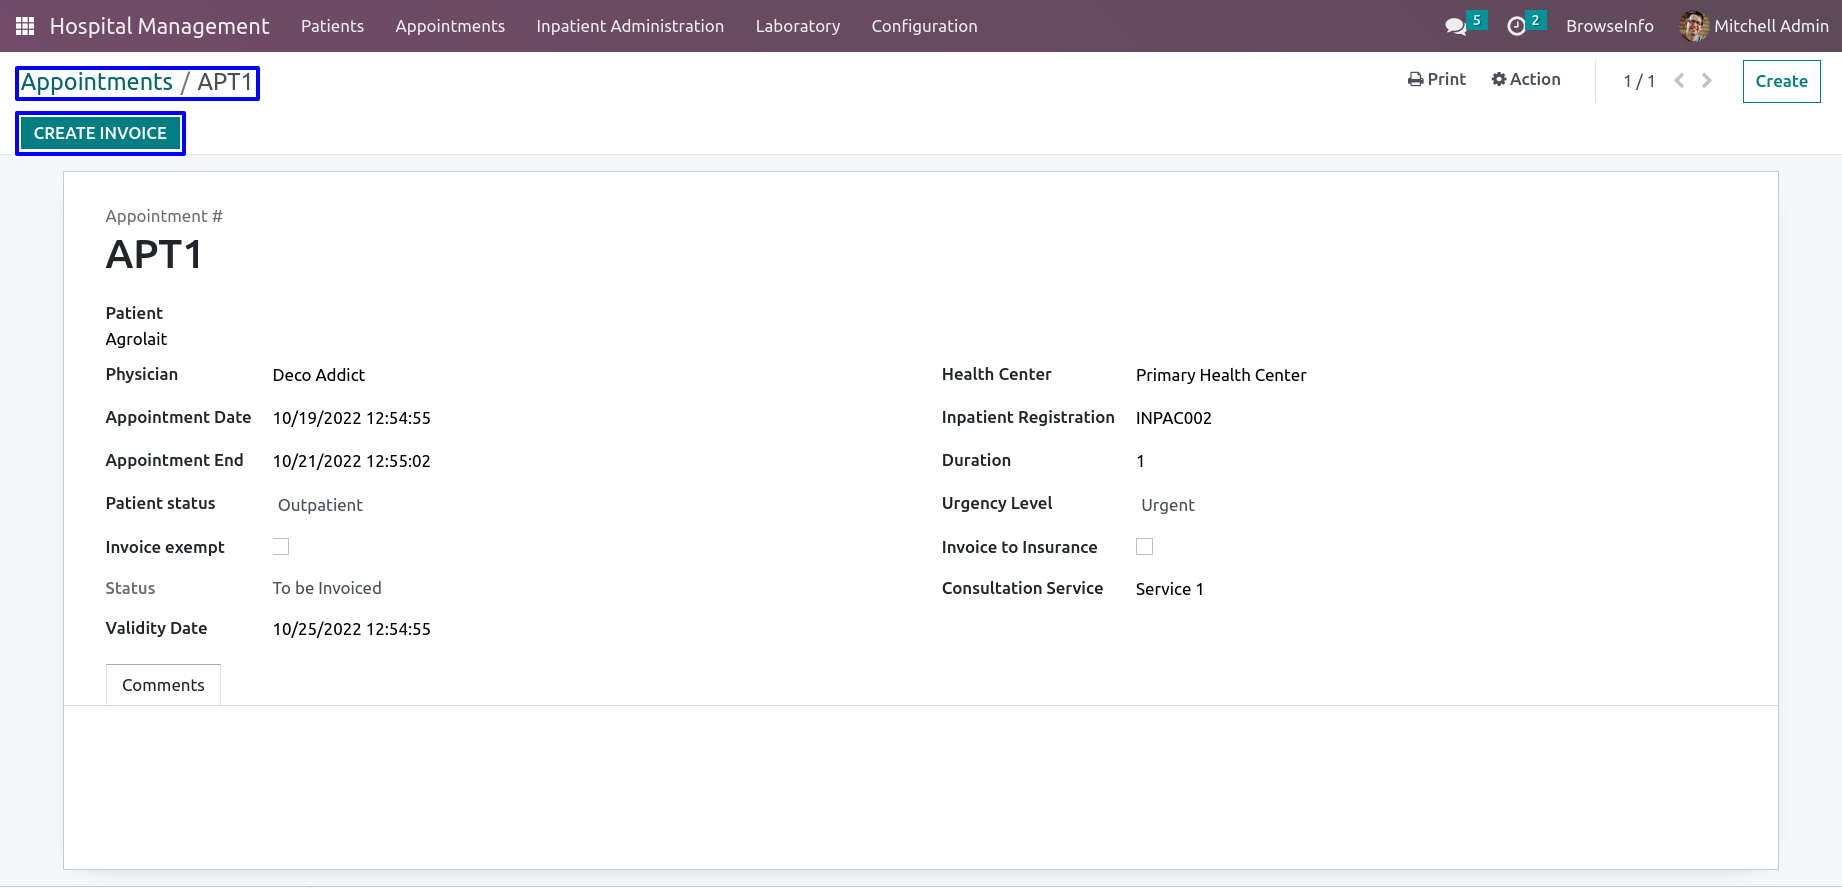 Hospital Management Patients Appointments Inpatient Administration Laboratory Configuration 5 2 BrowseInfo Mitchell Admin
Appointments / APT1 Print Action 1 / 1 Create
CREATE INVOICE
Appointment #
APT1
Patient
Agrolait
Physician Deco Addict Health Center Primary Health Center
Appointment Date 10/19/2022 12:54:55 Inpatient Registration INPAC002
Appointment End 10/21/2022 12:55:02 Duration 1
Patient status Outpatient Urgency Level Urgent
Invoice exempt Invoice to Insurance
Status To be Invoiced Consultation Service Service 1
Validity Date 10/25/2022 12:54:55
Comments